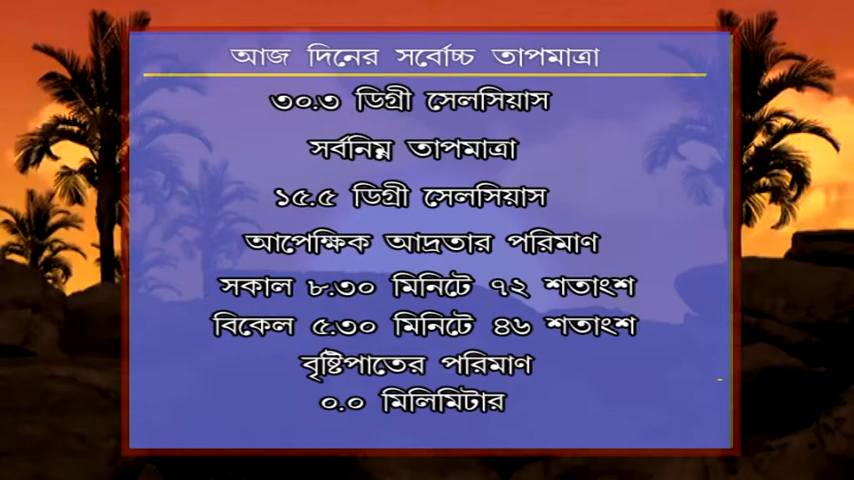 আজ দিনের সর্বোচ্চ তাপমাত্রা
৩০.৩ ডিগ্রী সেলসিয়াস
সর্বনিম্ন তাপমাত্রা
১৫.৫ ডিগ্রী সেলসিয়াস
আপেক্ষিক আদ্রতার পরিমাণ
সকাল ৮.৩০ মিনিটে ৭২ শতাংশ
বিকেল ৫:৩০ মিনিটে ৪৬ শতাংশ
বৃষ্টিপাতের পরিমাণ
০.০ মিলিমিটার